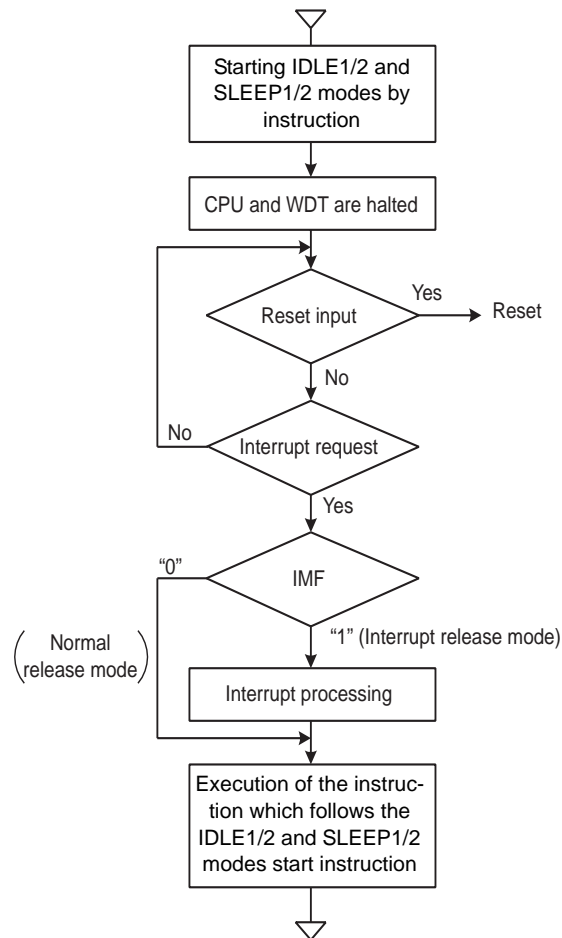 Starting IDLE1/2 and
SLEEP1/2 modes by
instruction
CPU and WDT are halted
Reset input
Yes
Reset
No
Interrupt request
No
Yes
IMF
“0”
“1” (Interrupt release mode)
Normal
release mode
Interrupt processing
Execution of the instruc-
tion which follows the
IDLE1/2 and SLEEP1/2
modes start instruction